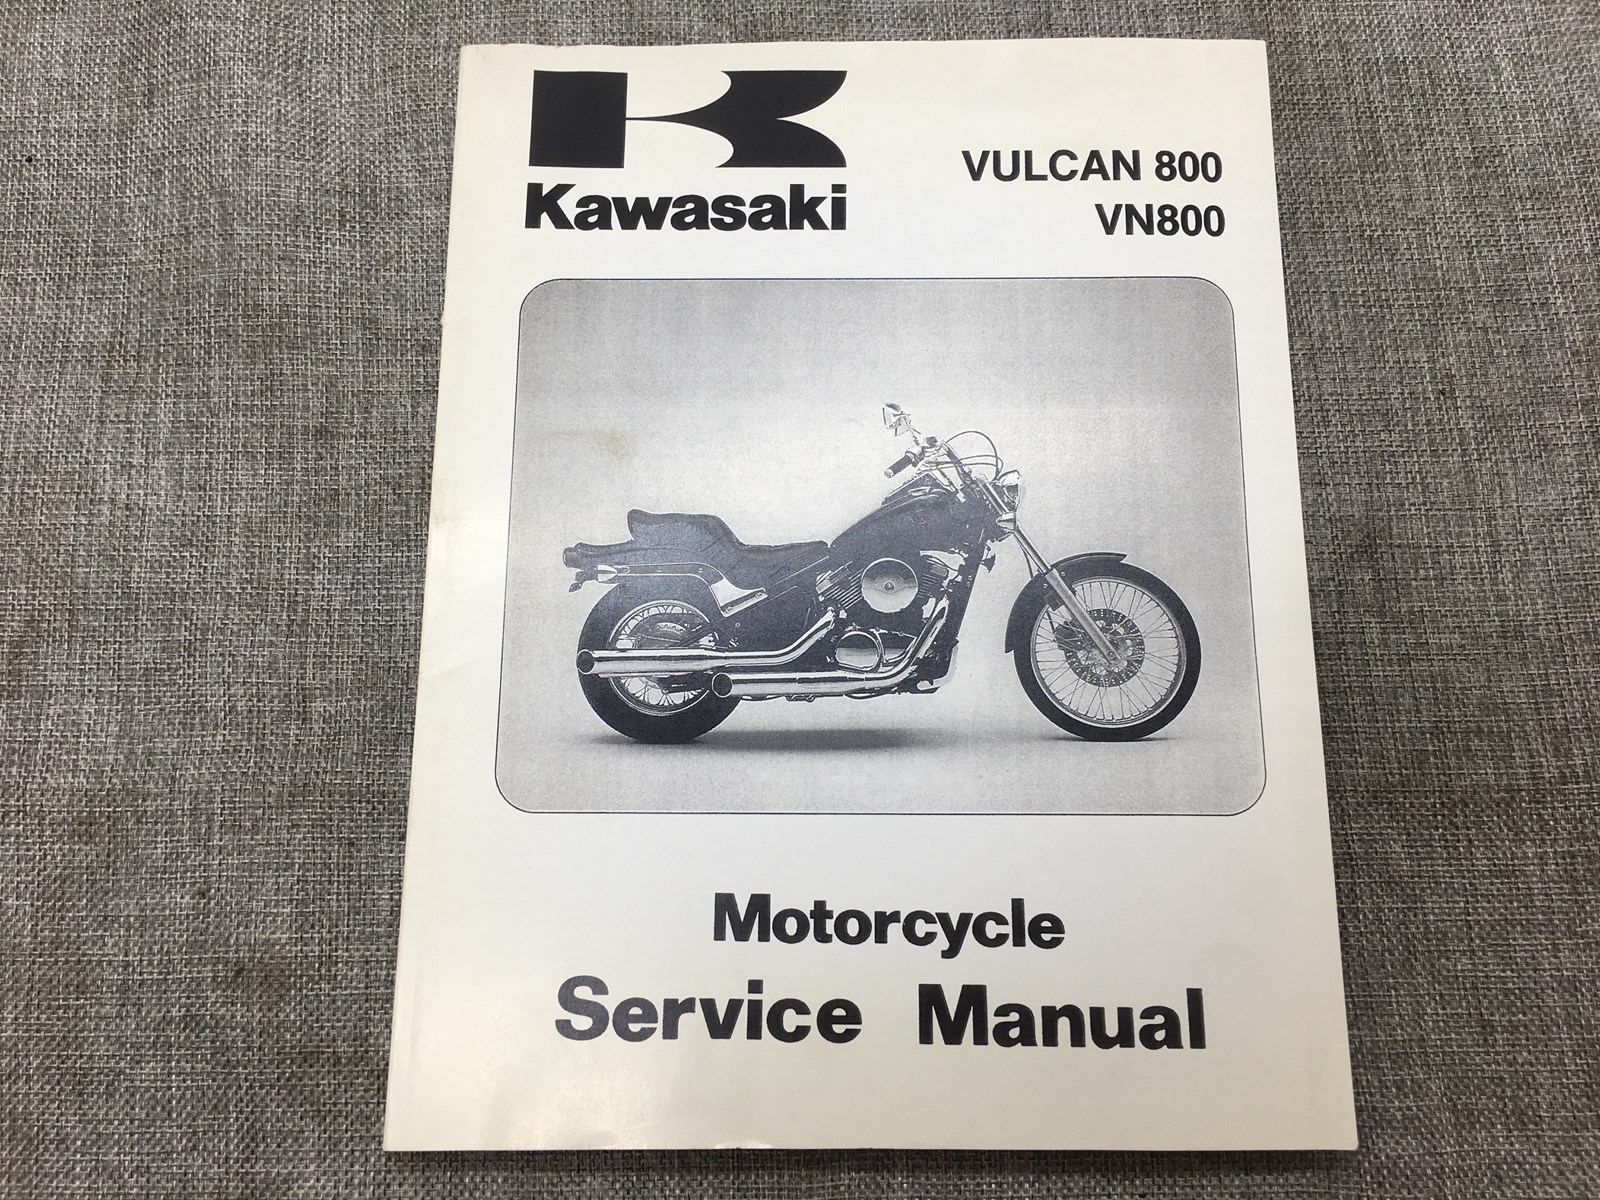 Kawasaki
VULCAN 800
VN800
Motorcycle
Service Manual